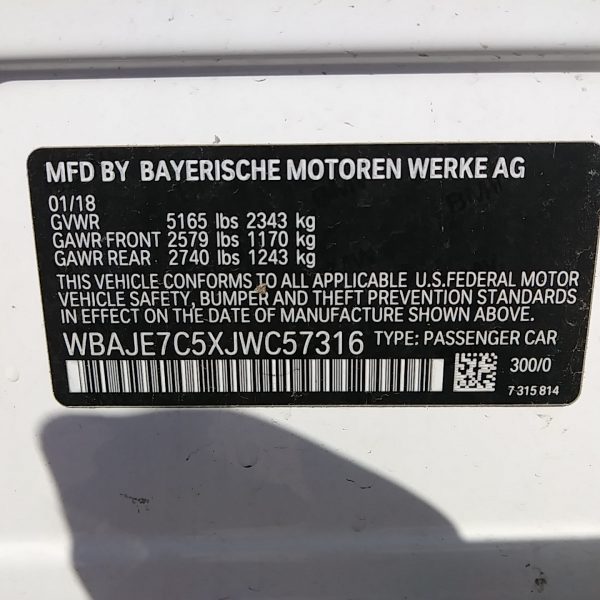 MFD BY BAYERISCHE MOTOREN WERKE AG
01/18
GVWR 5165 lbs 2343 kg
GAWR FRONT 2579 lbs 1170 kg
GAWR REAR 2740 lbs 1243 kg
THIS VEHICLE CONFORMS TO ALL APPLICABLE U.S.FEDERAL MOTOR
VEHICLE SAFETY, BUMPER AND THEFT PREVENTION STANDARDS
IN EFFECT ON THE DATE OF MANUFACTURE SHOWN ABOVE.
WBAJE7C5XJWC57316 TYPE: PASSENGER CAR
300/0
7 315 814